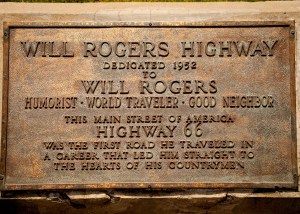 WILL ROGERS HIGHWAY
DEDICATED 1952
TO
WILL ROGERS
HUMORIST · WORLD TRAVELER · GOOD NEIGHBOR
THIS MAIN STREET OF AMERICA
HIGHWAY 66
WAS THE FIRST ROAD HE TRAVELED IN
A CAREER THAT LED HIM STRAIGHT TO
THE HEARTS OF HIS COUNTRYMEN